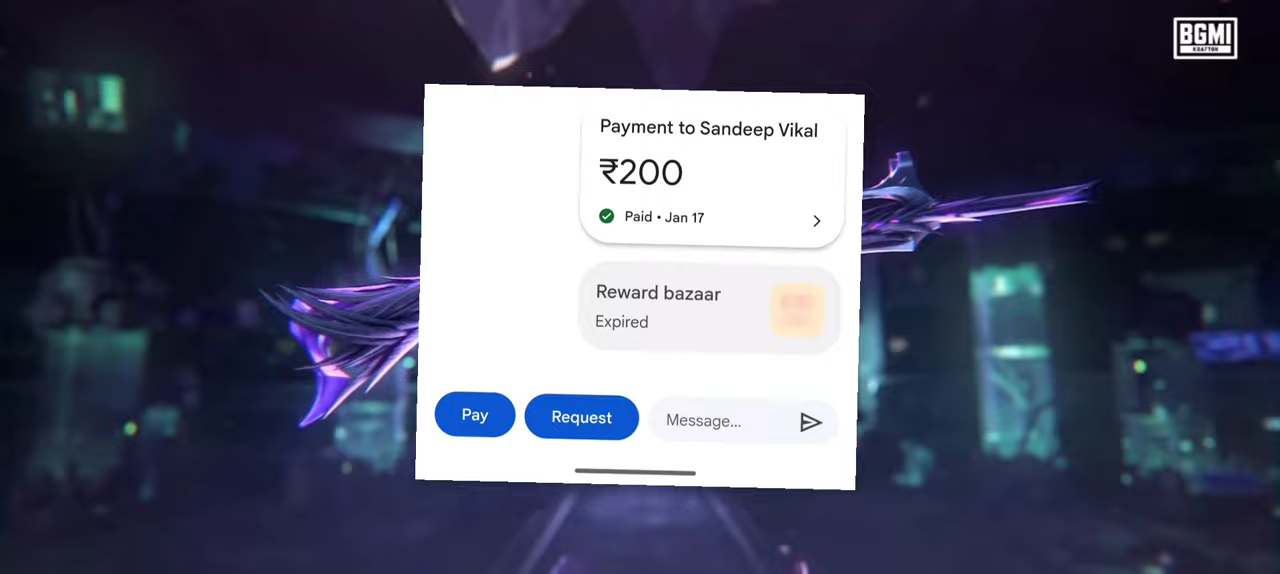 BGMI
KRAFTON
Payment to Sandeep Vikal
₹200
Paid • Jan 17
Reward bazaar
Expired
Pay
Request
Message...